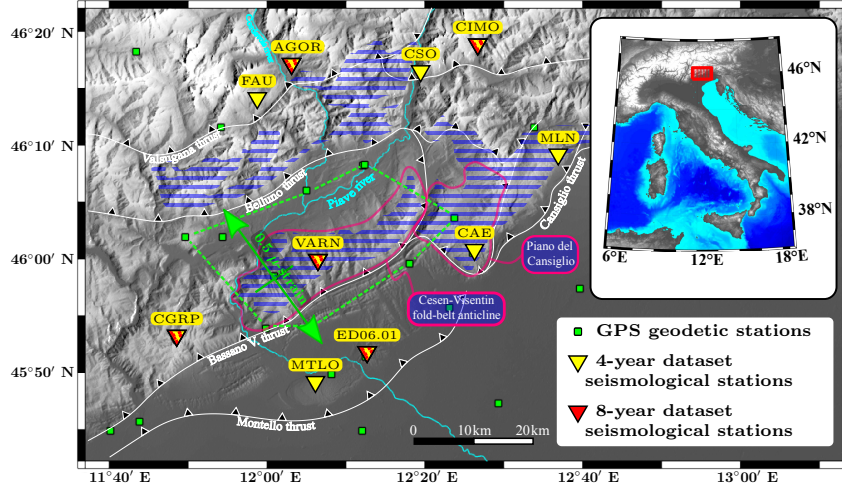 46°20′ N
46°10′ N
46°00′ N
45°50′ N
11°40′ E
12°00′ E
12°20′ E
12°40′ E
13°00′ E
CIMO
AGOR
CSO
FAU
MLN
Valsugana thrust
Belluno thrust
Piave river
Cansiglio thrust
VARN
CAE
Piano del
Cansiglio
Cesen-Visentin
fold-belt anticline
CGRP
ED06.01
Bassano V. thrust
MTLO
Montello thrust
0
10km
20km
46°N
42°N
38°N
6°E
12°E
18°E
GPS geodetic stations
4-year dataset
seismological stations
8-year dataset
seismological stations